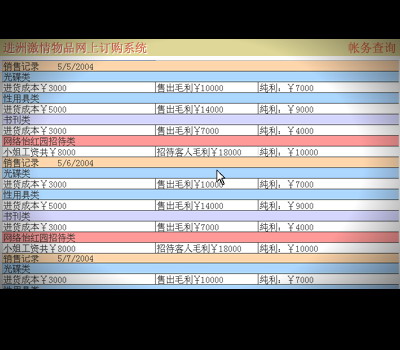 进洲激情物品网上订购系统 帐务查询
销售记录 5/5/2004
光碟类
进货成本￥3000 售出毛利￥10000 纯利：￥7000
性用具类
进货成本￥5000 售出毛利￥14000 纯利：￥9000
书刊类
进货成本￥3000 售出毛利￥7000 纯利：￥4000
网络怡红园招待类
小姐工资共￥8000 招待客人毛利￥18000 纯利：￥10000
销售记录 5/6/2004
光碟类
进货成本￥3000 售出毛利￥10000 纯利：￥7000
性用具类
进货成本￥5000 售出毛利￥14000 纯利：￥9000
书刊类
进货成本￥3000 售出毛利￥7000 纯利：￥4000
网络怡红园招待类
小姐工资共￥8000 招待客人毛利￥18000 纯利：￥10000
销售记录 5/7/2004
光碟类
进货成本￥3000 售出毛利￥10000 纯利：￥7000
性用具类